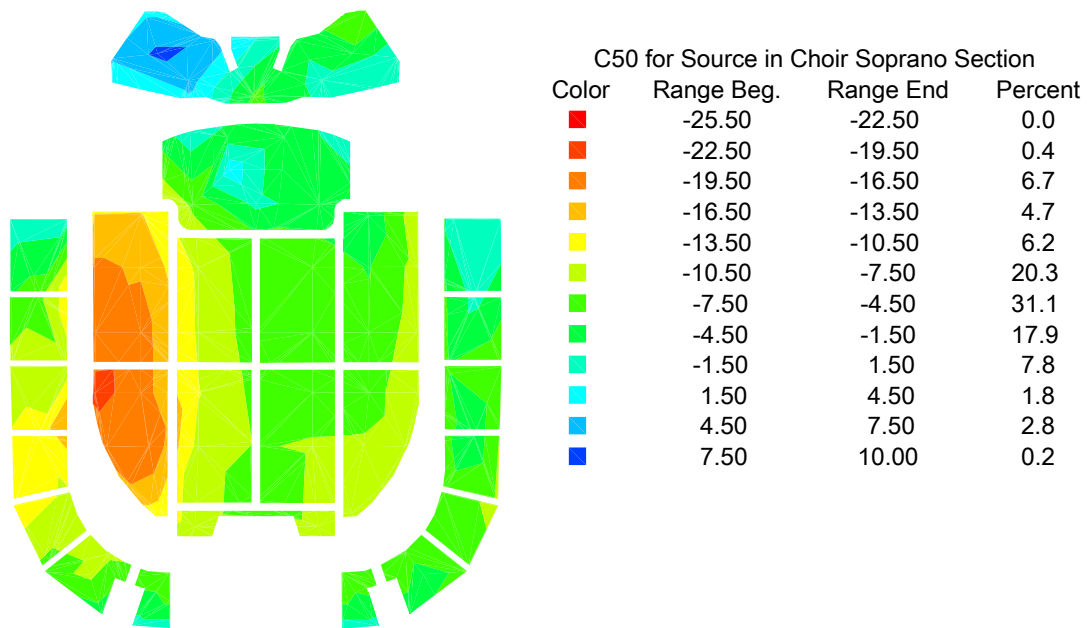 C50 for Source in Choir Soprano Section
Color Range Beg. Range End Percent
-25.50 -22.50 0.0
-22.50 -19.50 0.4
-19.50 -16.50 6.7
-16.50 -13.50 4.7
-13.50 -10.50 6.2
-10.50 -7.50 20.3
-7.50 -4.50 31.1
-4.50 -1.50 17.9
-1.50 1.50 7.8
1.50 4.50 1.8
4.50 7.50 2.8
7.50 10.00 0.2